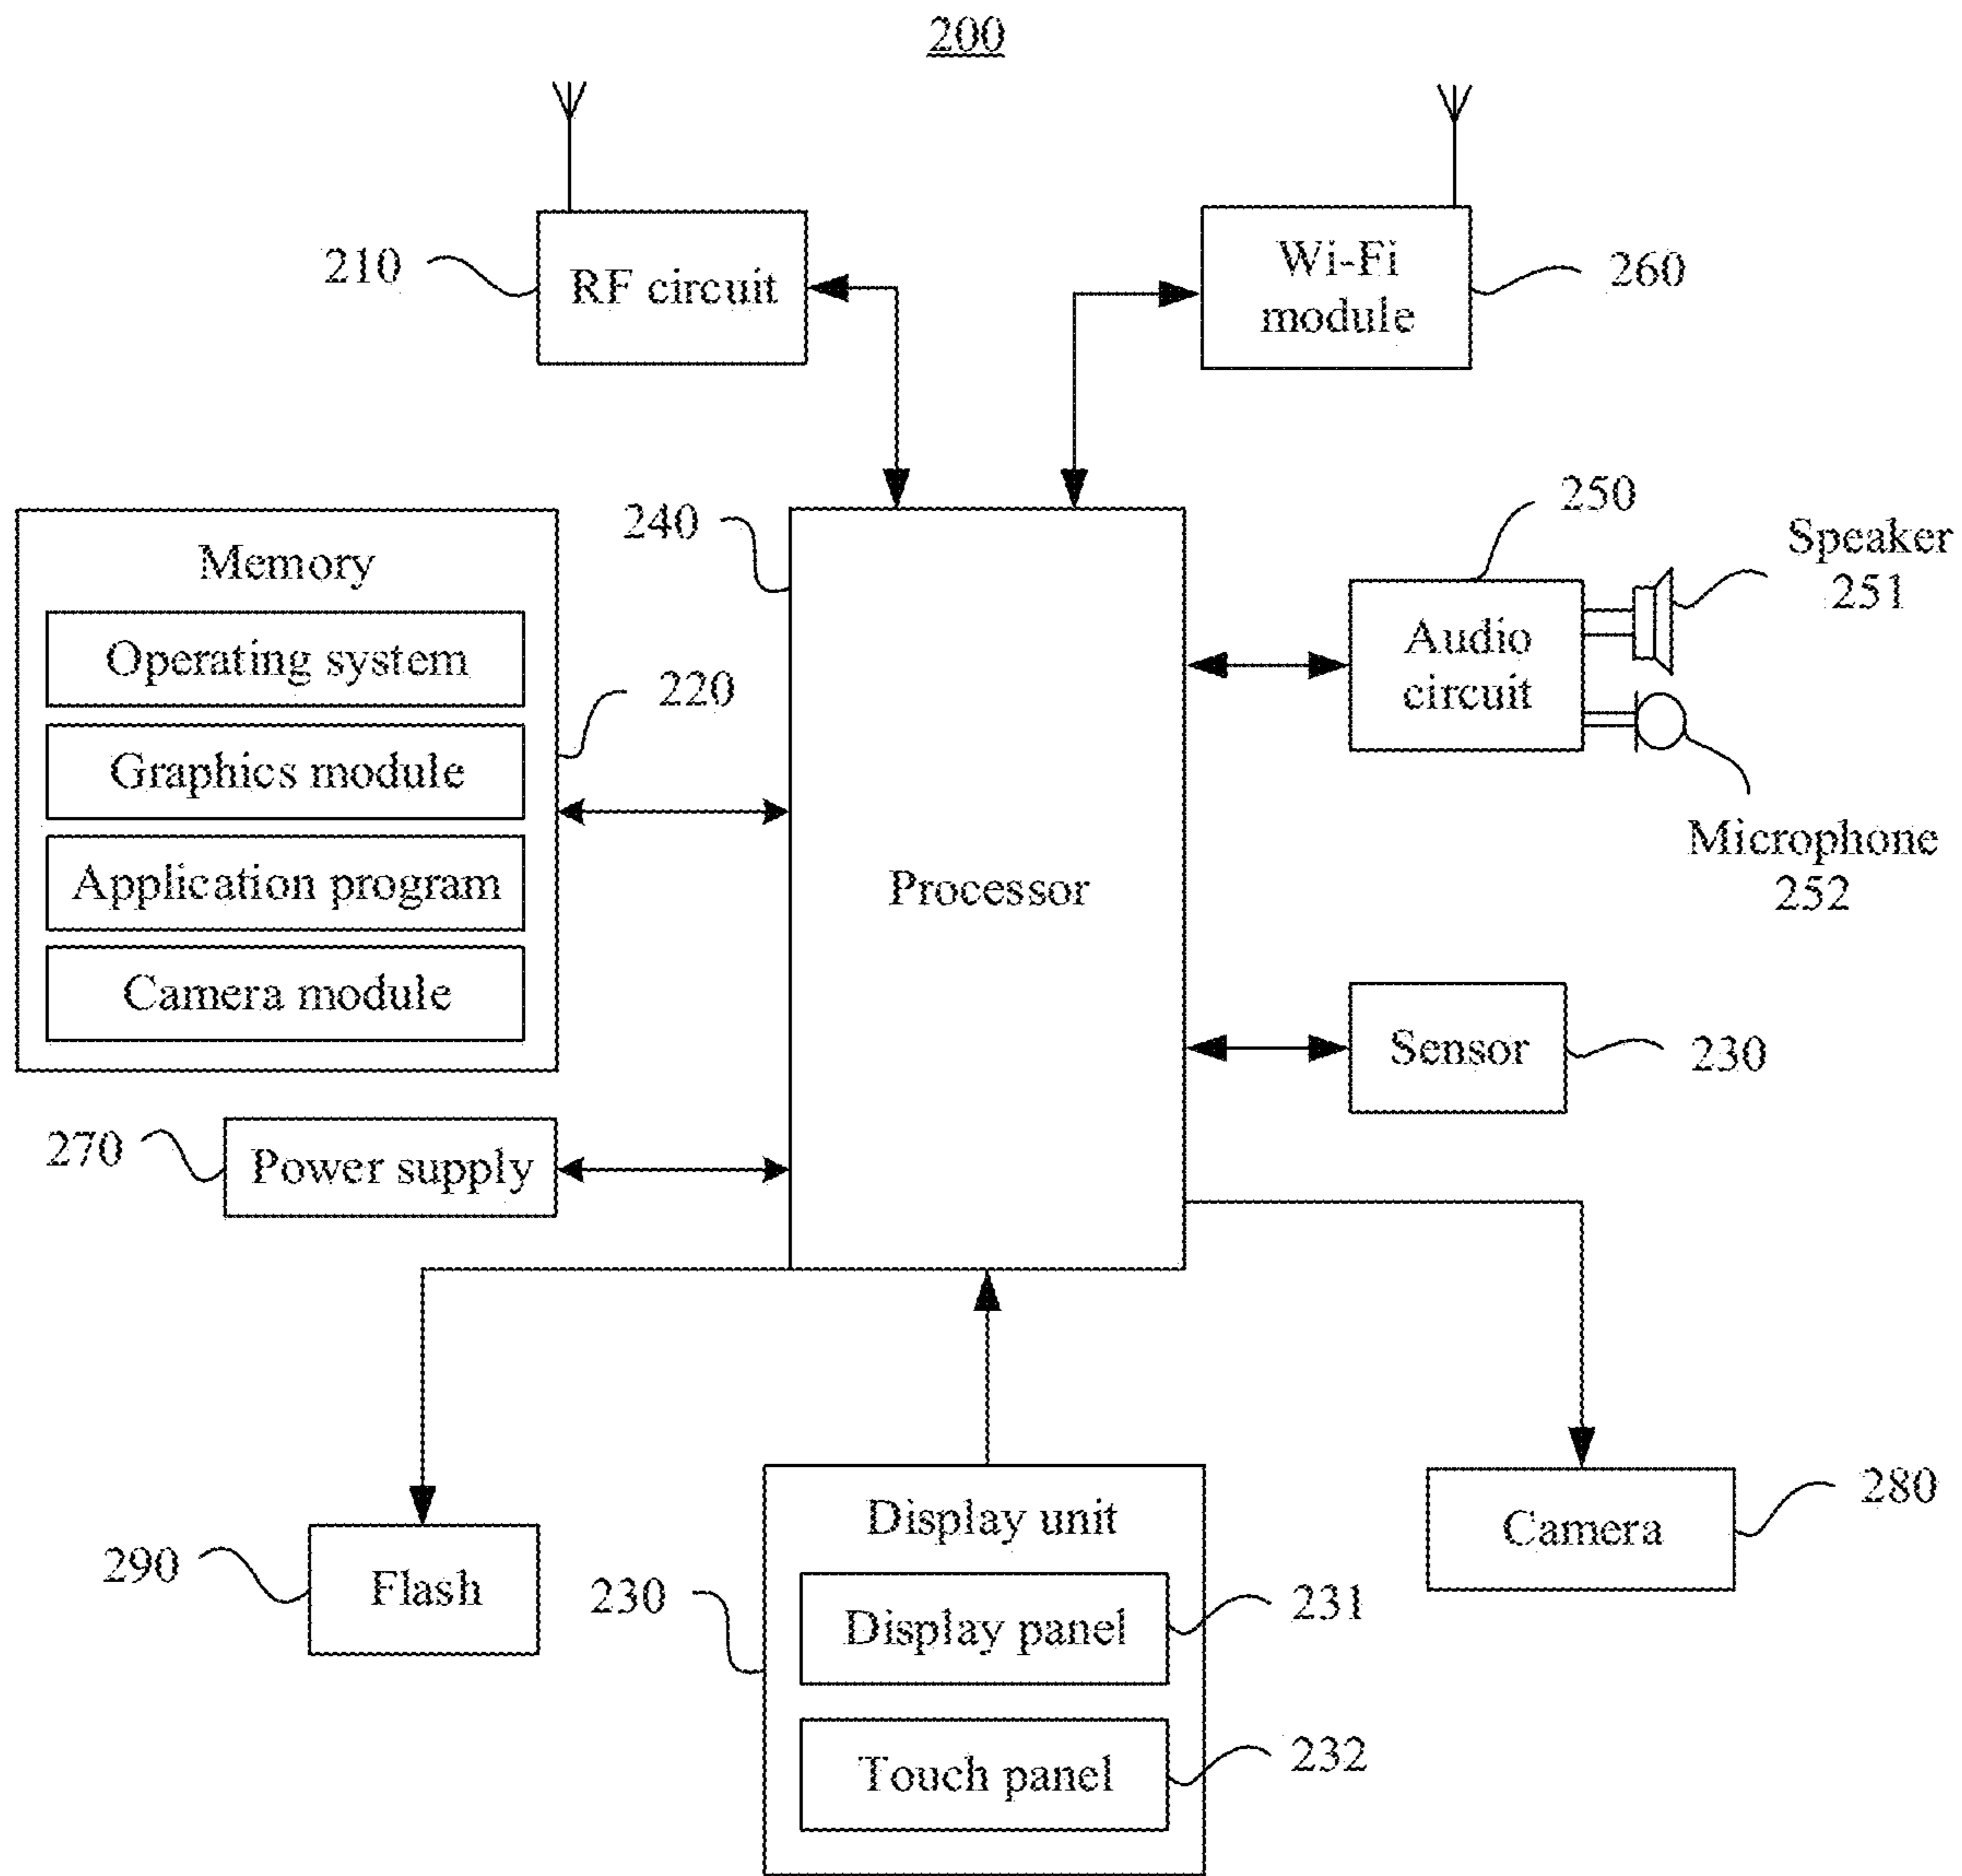 200
210
RF circuit
Wi-Fi
module
260
240
250
Speaker
251
Memory
Operating system
Graphics module
Application program
Camera module
220
Audio
circuit
Microphone
252
Processor
Sensor
230
270
Power supply
290
Flash
Display unit
230
Display panel
231
Touch panel
232
Camera
280